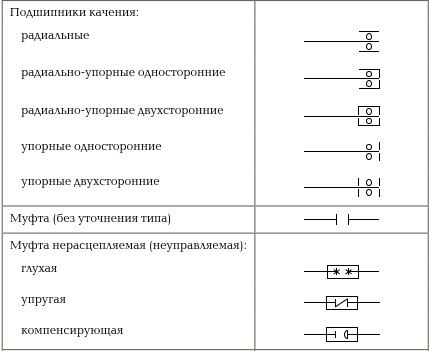 Подшипники качения:
радиальные
радиально-упорные односторонние
радиально-упорные двухсторонние
упорные односторонние
упорные двухсторонние
Муфта (без уточнения типа)
Муфта нерасцепляемая (неуправляемая):
глухая
упругая
компенсирующая